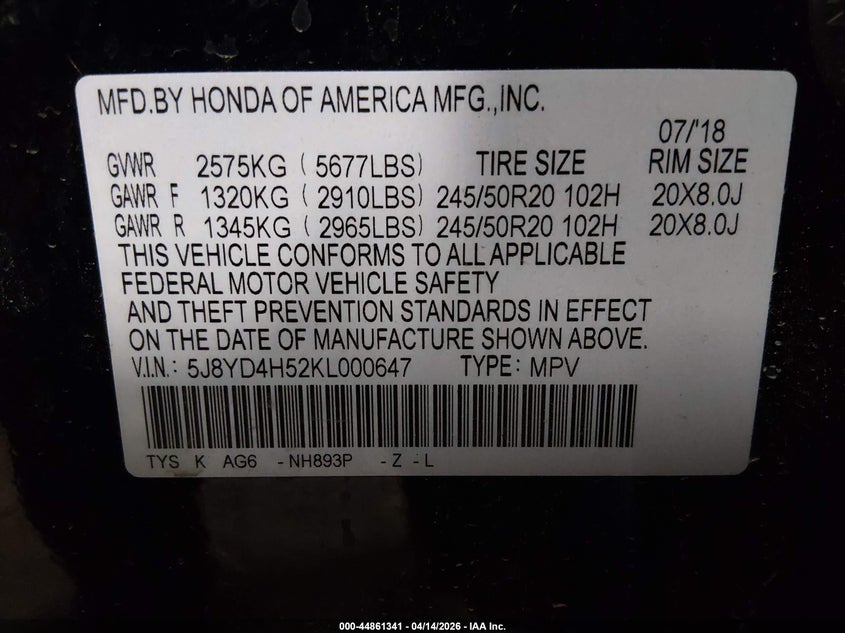 MFD.BY HONDA OF AMERICA MFG.,INC.
07/'18
GVWR 2575KG ( 5677LBS) TIRE SIZE RIM SIZE
GAWR F 1320KG ( 2910LBS) 245/50R20 102H 20X8.0J
GAWR R 1345KG ( 2965LBS) 245/50R20 102H 20X8.0J
THIS VEHICLE CONFORMS TO ALL APPLICABLE
FEDERAL MOTOR VEHICLE SAFETY
AND THEFT PREVENTION STANDARDS IN EFFECT
ON THE DATE OF MANUFACTURE SHOWN ABOVE.
V.I.N.: 5J8YD4H52KL000647 TYPE: MPV
TYS K AG6 - NH893P - Z - L
000-44861341 - 04/14/2026 - IAA Inc.